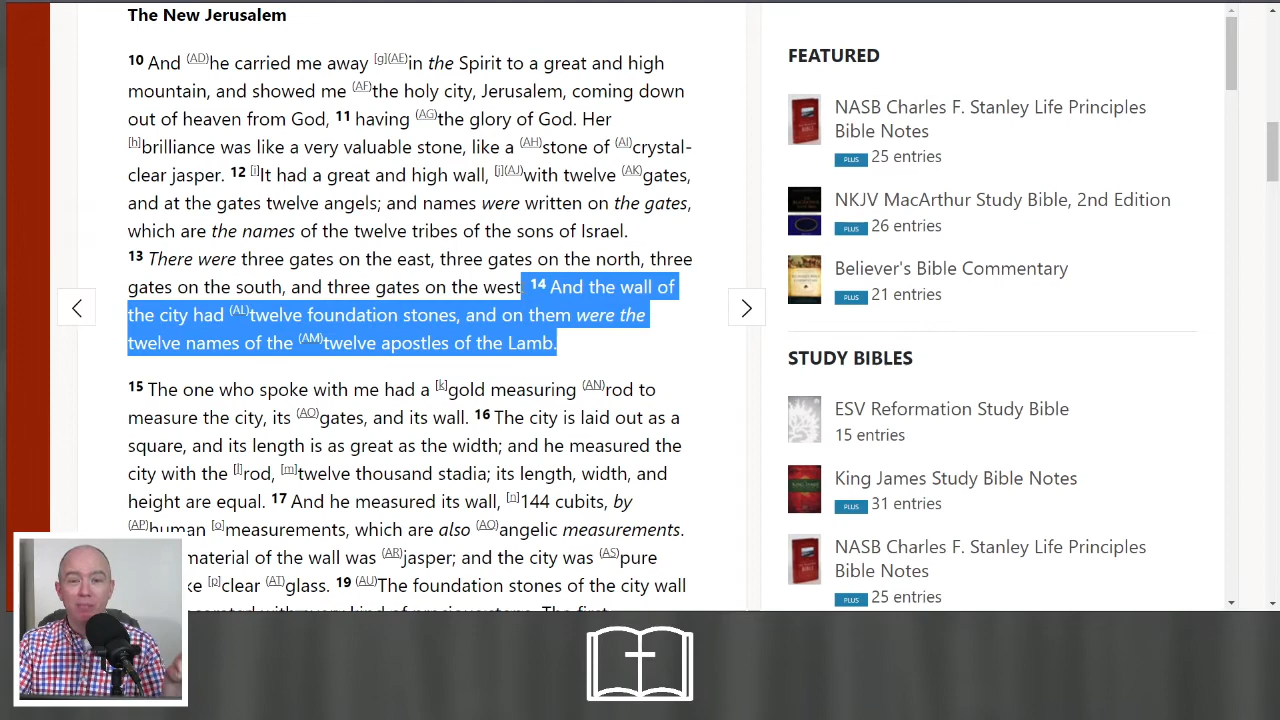 The New Jerusalem
10 And (AD)he carried me away [g](AE)in the Spirit to a great and high
mountain, and showed me (AF)the holy city, Jerusalem, coming down
out of heaven from God, 11 having (AG)the glory of God. Her
[h]brilliance was like a very valuable stone, like a (AH)stone of (AI)crystal-
clear jasper. 12 [i]It had a great and high wall, [j](AJ)with twelve (AK)gates,
and at the gates twelve angels; and names were written on the gates,
which are the names of the twelve tribes of the sons of Israel.
13 There were three gates on the east, three gates on the north, three
gates on the south, and three gates on the west. 14 And the wall of
the city had (AL)twelve foundation stones, and on them were the
twelve names of the (AM)twelve apostles of the Lamb.
15 The one who spoke with me had a [k]gold measuring (AN)rod to
measure the city, its (AO)gates, and its wall. 16 The city is laid out as a
square, and its length is as great as the width; and he measured the
city with the [l]rod, [m]twelve thousand stadia; its length, width, and
height are equal. 17 And he measured its wall, [n]144 cubits, by
(AP)human [o]measurements, which are also (AQ)angelic measurements.
material of the wall was (AR)jasper; and the city was (AS)pure
[p]clear (AT)glass. 19 (AU)The foundation stones of the city wall
FEATURED
NASB Charles F. Stanley Life Principles
Bible Notes
PLUS 25 entries
NKJV MacArthur Study Bible, 2nd Edition
PLUS 26 entries
Believer's Bible Commentary
PLUS 21 entries
STUDY BIBLES
ESV Reformation Study Bible
15 entries
King James Study Bible Notes
PLUS 31 entries
NASB Charles F. Stanley Life Principles
Bible Notes
PLUS 25 entries